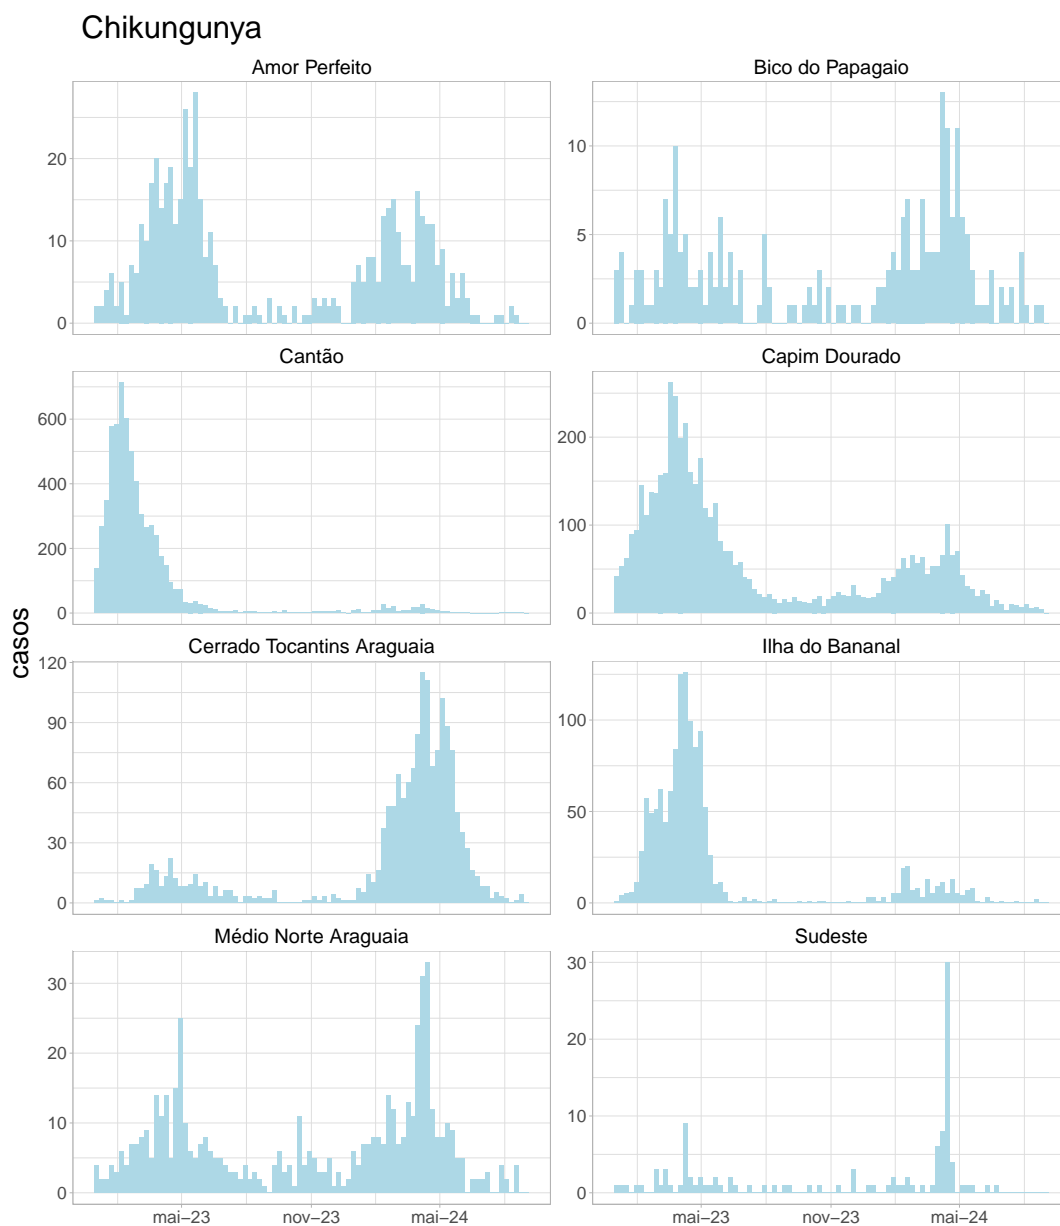 Chikungunya
Amor Perfeito
Bico do Papagaio
20
10
0
10
5
0
Cantão
Capim Dourado
600
400
200
0
200
100
0
casos
Cerrado Tocantins Araguaia
Ilha do Bananal
120
90
60
30
0
100
50
0
Médio Norte Araguaia
Sudeste
30
20
10
0
30
20
10
0
mai–23
nov–23
mai–24
mai–23
nov–23
mai–24